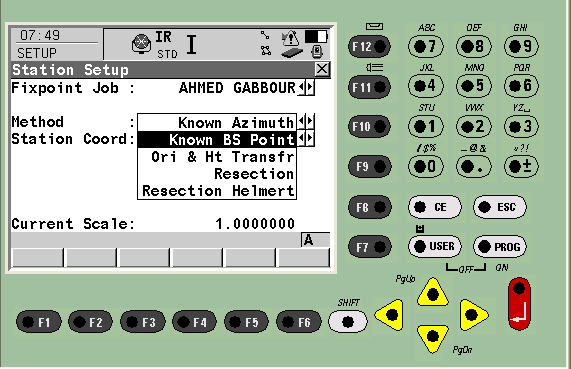 07:49
SETUP
IR
STD
I
Station Setup
Fixpoint Job : AHMED GABBOUR
Method : Known Azimuth
Station Coord: Known BS Point
Ori & Ht Transfr
Resection
Resection Helmert
Current Scale: 1.0000000
A
F12
ABC
7
DEF
8
GHI
9
F11
JKL
4
MNO
5
PQR
6
F10
STU
1
VWX
2
YZ␣
3
F9
/$%
0
_@&
.
*?!
±
F8
CE
ESC
F7
USER
PROG
OFF
ON
PgUp
PgDn
F1
F2
F3
F4
F5
F6
SHIFT